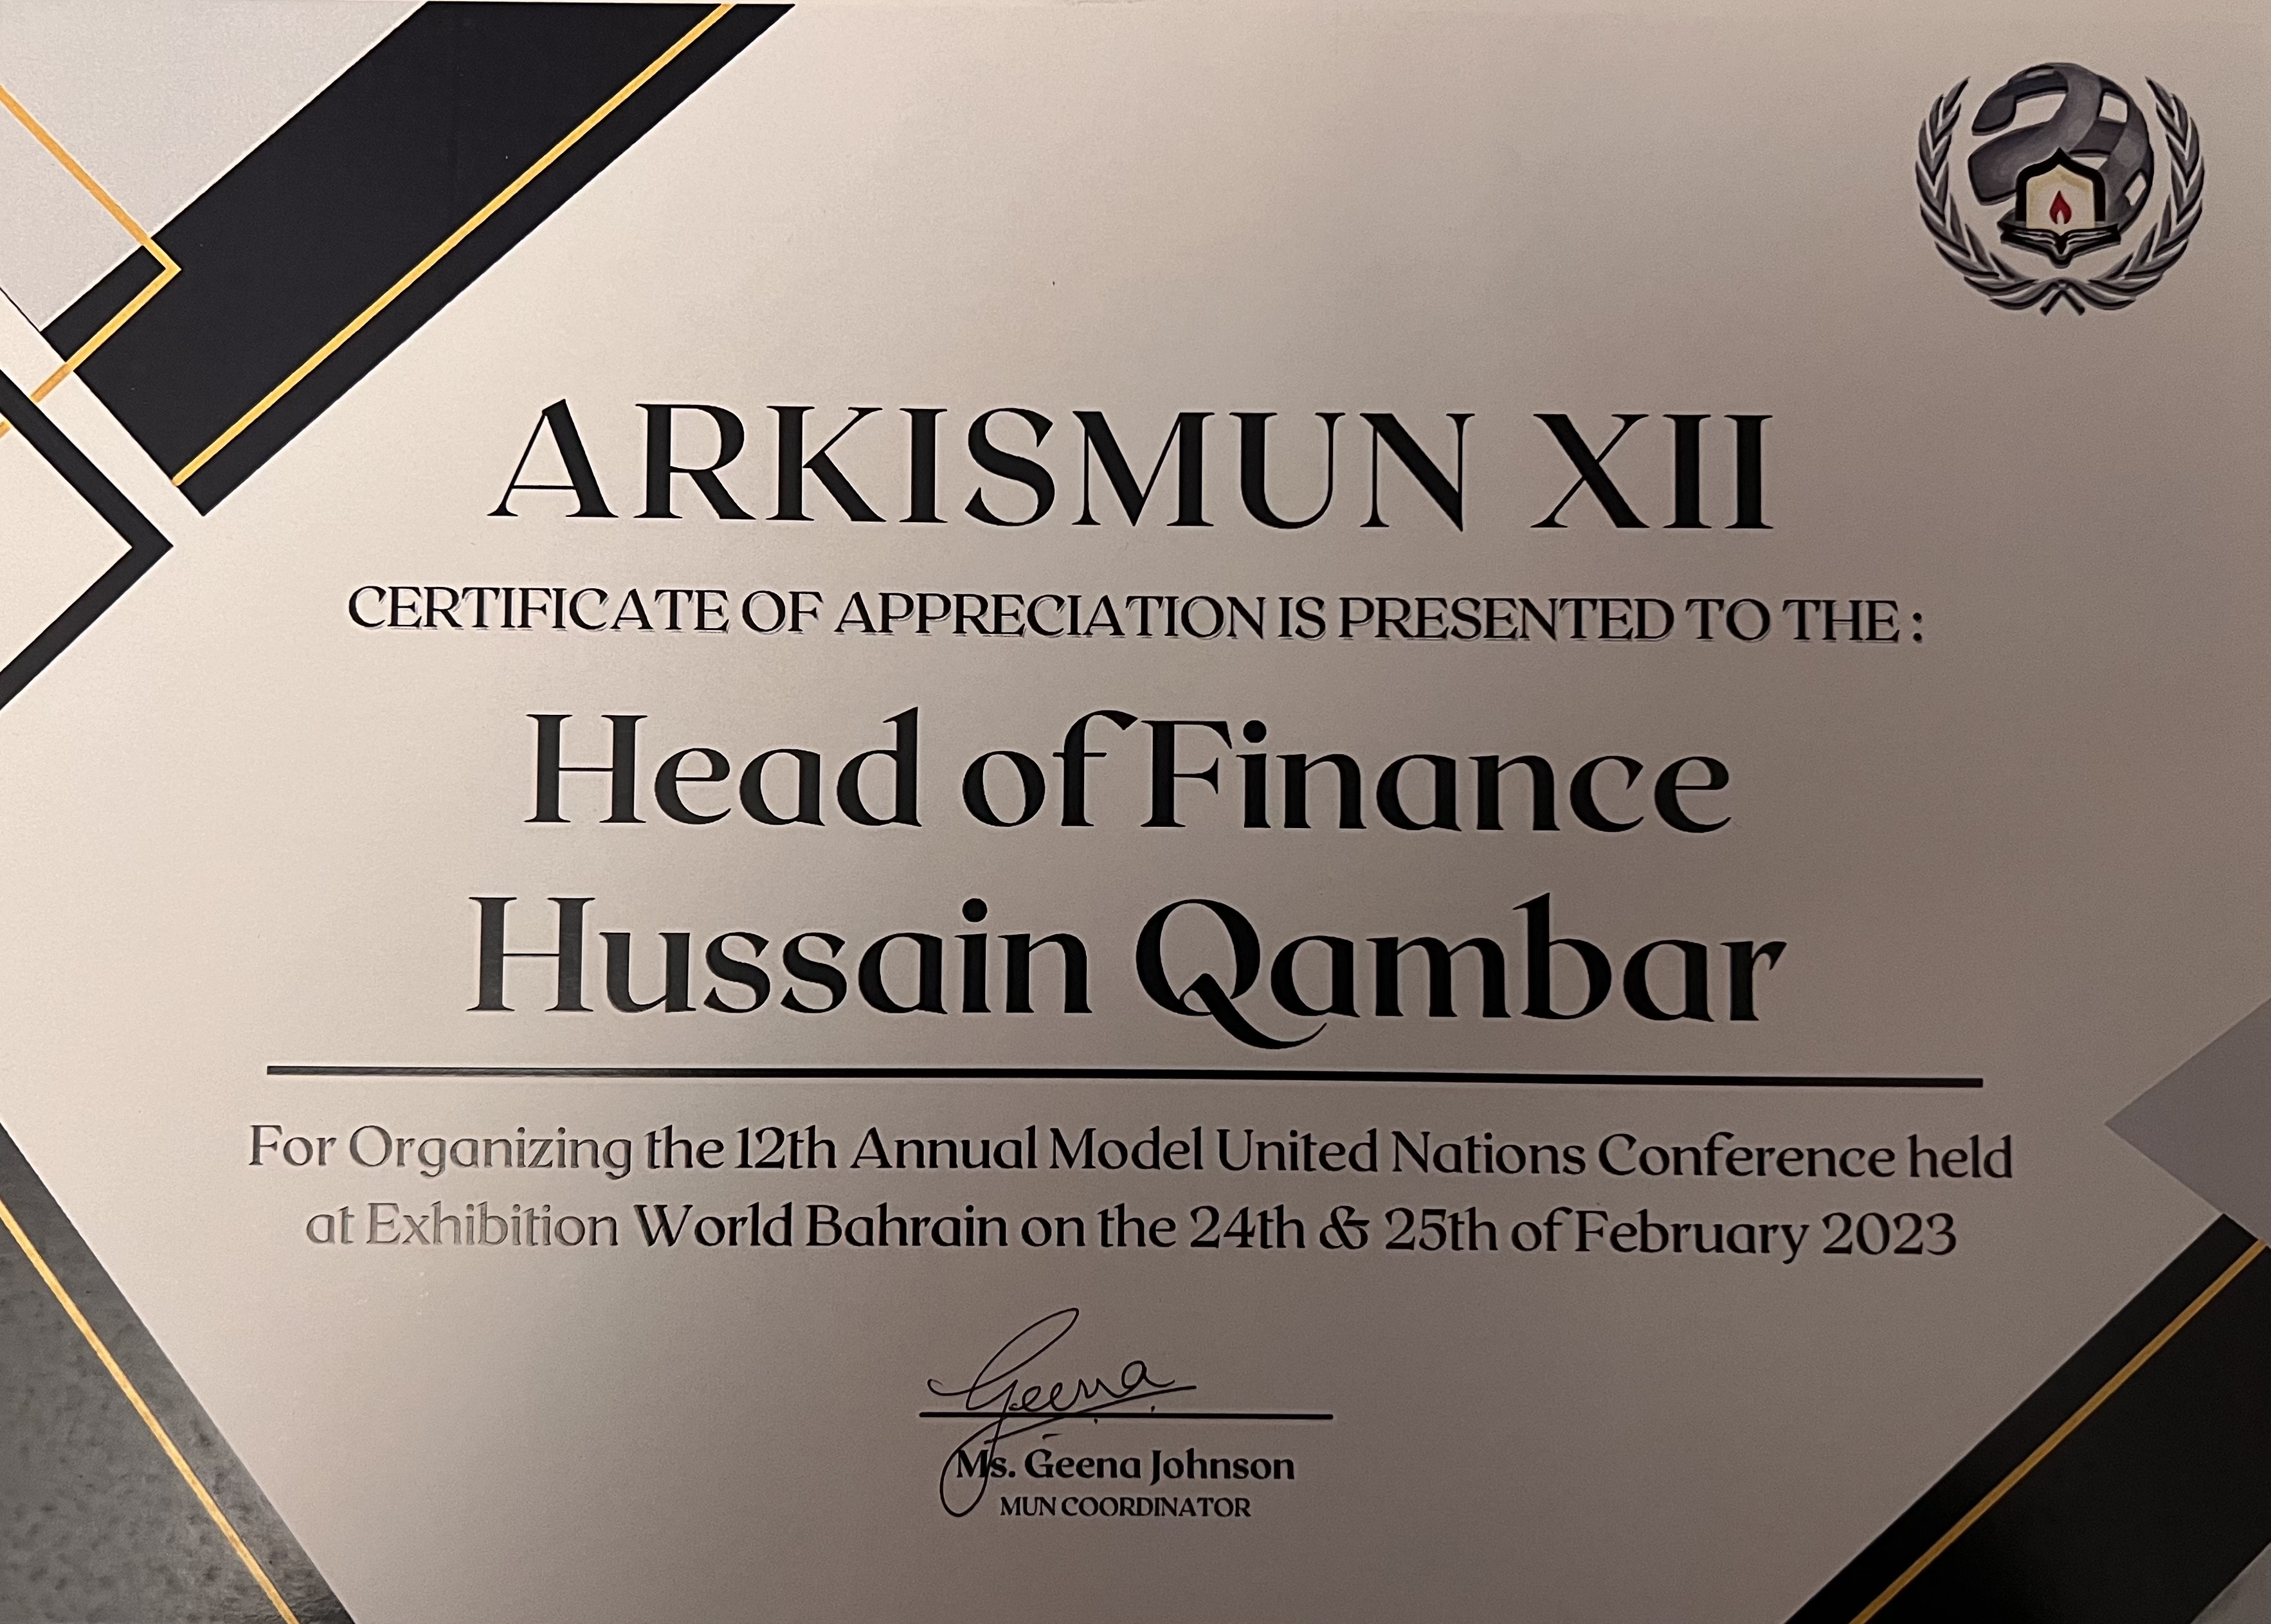 ARKISMUN XII
CERTIFICATE OF APPRECIATION IS PRESENTED TO THE :
Head of Finance
Hussain Qambar
For Organizing the 12th Annual Model United Nations Conference held
at Exhibition World Bahrain on the 24th & 25th of February 2023
Geena
Ms. Geena Johnson
MUN COORDINATOR